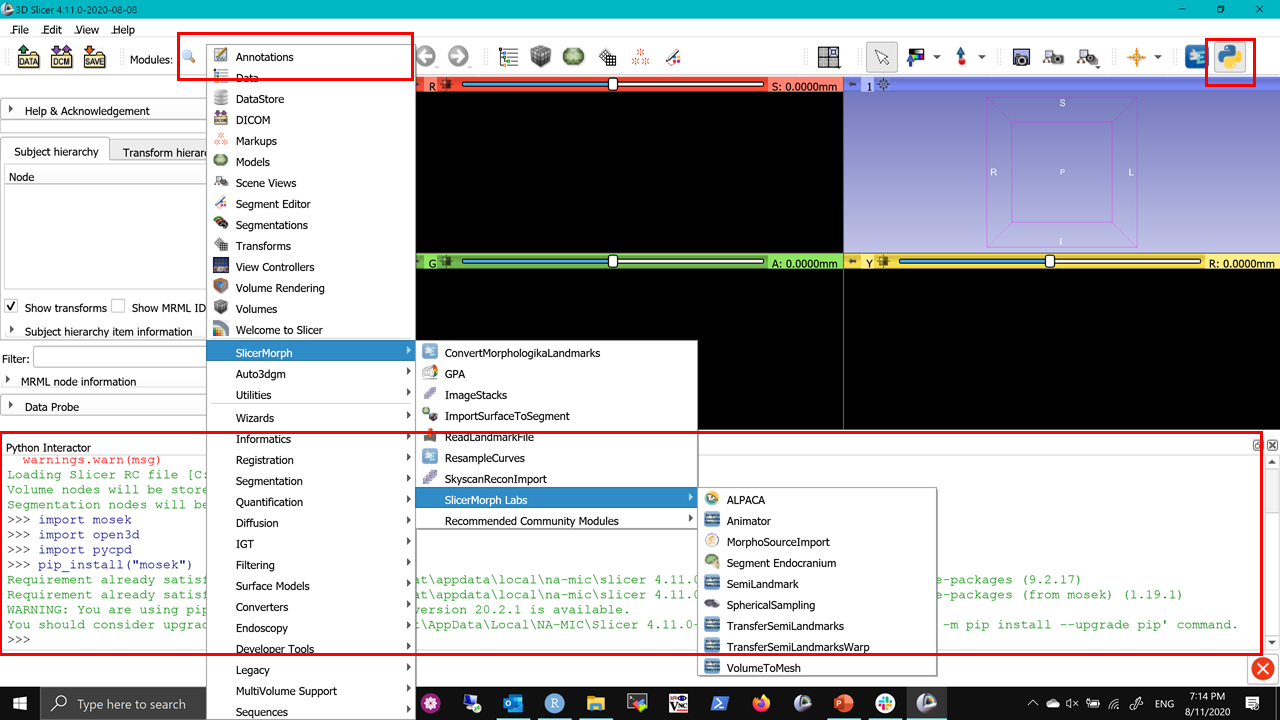 3D Slicer 4.11.0-2020-08-08
File Edit View Help
DATA DCM SAVE Modules:
Help & Acknowledgement
Subject hierarchy Transform hierar
Node
Show transforms Show MRML ID
Subject hierarchy item information
Filter:
MRML node information
Data Probe
Annotations
Data
DataStore
DICOM
Markups
Models
Scene Views
Segment Editor
Segmentations
Transforms
View Controllers
Volume Rendering
Volumes
Welcome to Slicer
SlicerMorph
Auto3dgm
Utilities
Wizards
Informatics
Registration
Segmentation
Quantification
Diffusion
IGT
Filtering
Surface Models
Converters
Endoscopy
Developer Tools
Legacy
MultiVolume Support
Sequences
ConvertMorphologikaLandmarks
GPA
ImageStacks
ImportSurfaceToSegment
ReadLandmarkFile
ResampleCurves
SkyscanReconImport
SlicerMorph Labs
Recommended Community Modules
ALPACA
Animator
MorphoSourceImport
Segment Endocranium
SemiLandmark
SphericalSampling
TransferSemiLandmarks
TransferSemiLandmarksWarp
VolumeToMesh
R S: 0.0000mm
1
S
R P L
I
G A: 0.0000mm
Y R: 0.0000mm
Python Interactor
warnings.warn(msg)
Loading Slicer RC file [C:
Volume nodes will be store
Segmentation nodes will be
>>> import mosek
>>> import open3d
>>> import pycpd
>>> pip_install("mosek")
Requirement already satisf at\appdata\local\na-mic\slicer 4.11.0 e-packages (9.2.17)
Requirement already satisf at\appdata\local\na-mic\slicer 4.11.0 e-packages (from mosek) (1.19.1)
WARNING: You are using pip ersion 20.2.1 is available.
You should consider upgrad t\AppData\Local\NA-MIC\Slicer 4.11.0- -m pip install --upgrade pip' command.
>>>
Type here to search
ENG
7:14 PM
8/11/2020